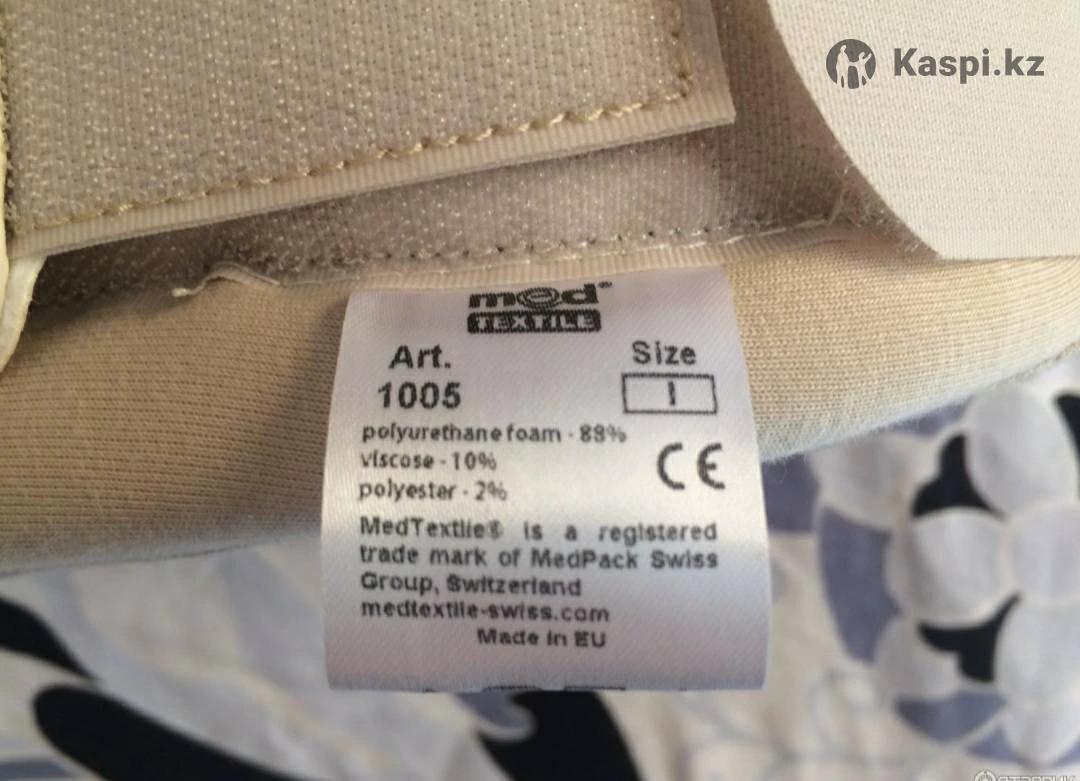 Kaspi.kz
med®
TEXTILE
Art.
Size
1005
I
polyurethane foam - 88%
viscose - 10%
CE
polyester - 2%
MedTextile® is a registered
trade mark of MedPack Swiss
Group, Switzerland
medtextile-swiss.com
Made in EU